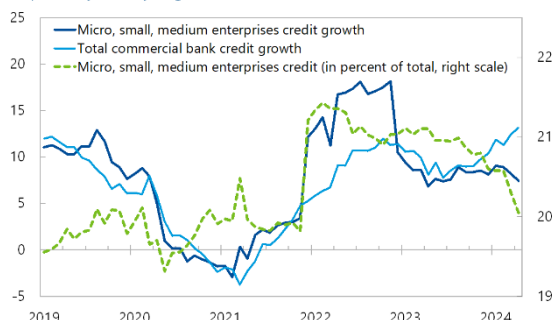 25
22
Micro, small, medium enterprises credit growth
Total commercial bank credit growth
Micro, small, medium enterprises credit (in percent of total, right scale)
20
15
21
10
5
20
0
-5
19
2019 2020 2021 2022 2023 2024